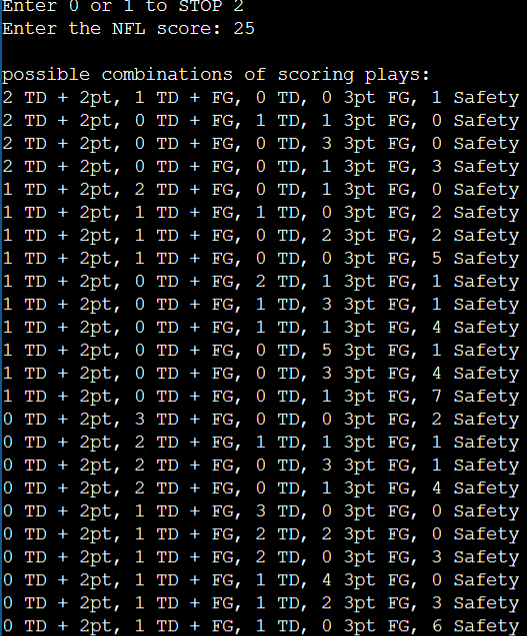 Enter 0 or 1 to STOP 2
Enter the NFL score: 25
possible combinations of scoring plays:
2 TD + 2pt, 1 TD + FG, 0 TD, 0 3pt FG, 1 Safety
2 TD + 2pt, 0 TD + FG, 1 TD, 1 3pt FG, 0 Safety
2 TD + 2pt, 0 TD + FG, 0 TD, 3 3pt FG, 0 Safety
2 TD + 2pt, 0 TD + FG, 0 TD, 1 3pt FG, 3 Safety
1 TD + 2pt, 2 TD + FG, 0 TD, 1 3pt FG, 0 Safety
1 TD + 2pt, 1 TD + FG, 1 TD, 0 3pt FG, 2 Safety
1 TD + 2pt, 1 TD + FG, 0 TD, 2 3pt FG, 2 Safety
1 TD + 2pt, 1 TD + FG, 0 TD, 0 3pt FG, 5 Safety
1 TD + 2pt, 0 TD + FG, 2 TD, 1 3pt FG, 1 Safety
1 TD + 2pt, 0 TD + FG, 1 TD, 3 3pt FG, 1 Safety
1 TD + 2pt, 0 TD + FG, 1 TD, 1 3pt FG, 4 Safety
1 TD + 2pt, 0 TD + FG, 0 TD, 5 3pt FG, 1 Safety
1 TD + 2pt, 0 TD + FG, 0 TD, 3 3pt FG, 4 Safety
1 TD + 2pt, 0 TD + FG, 0 TD, 1 3pt FG, 7 Safety
0 TD + 2pt, 3 TD + FG, 0 TD, 0 3pt FG, 2 Safety
0 TD + 2pt, 2 TD + FG, 1 TD, 1 3pt FG, 1 Safety
0 TD + 2pt, 2 TD + FG, 0 TD, 3 3pt FG, 1 Safety
0 TD + 2pt, 2 TD + FG, 0 TD, 1 3pt FG, 4 Safety
0 TD + 2pt, 1 TD + FG, 3 TD, 0 3pt FG, 0 Safety
0 TD + 2pt, 1 TD + FG, 2 TD, 2 3pt FG, 0 Safety
0 TD + 2pt, 1 TD + FG, 2 TD, 0 3pt FG, 3 Safety
0 TD + 2pt, 1 TD + FG, 1 TD, 4 3pt FG, 0 Safety
0 TD + 2pt, 1 TD + FG, 1 TD, 2 3pt FG, 3 Safety
0 TD + 2pt, 1 TD + FG, 1 TD, 0 3pt FG, 6 Safety